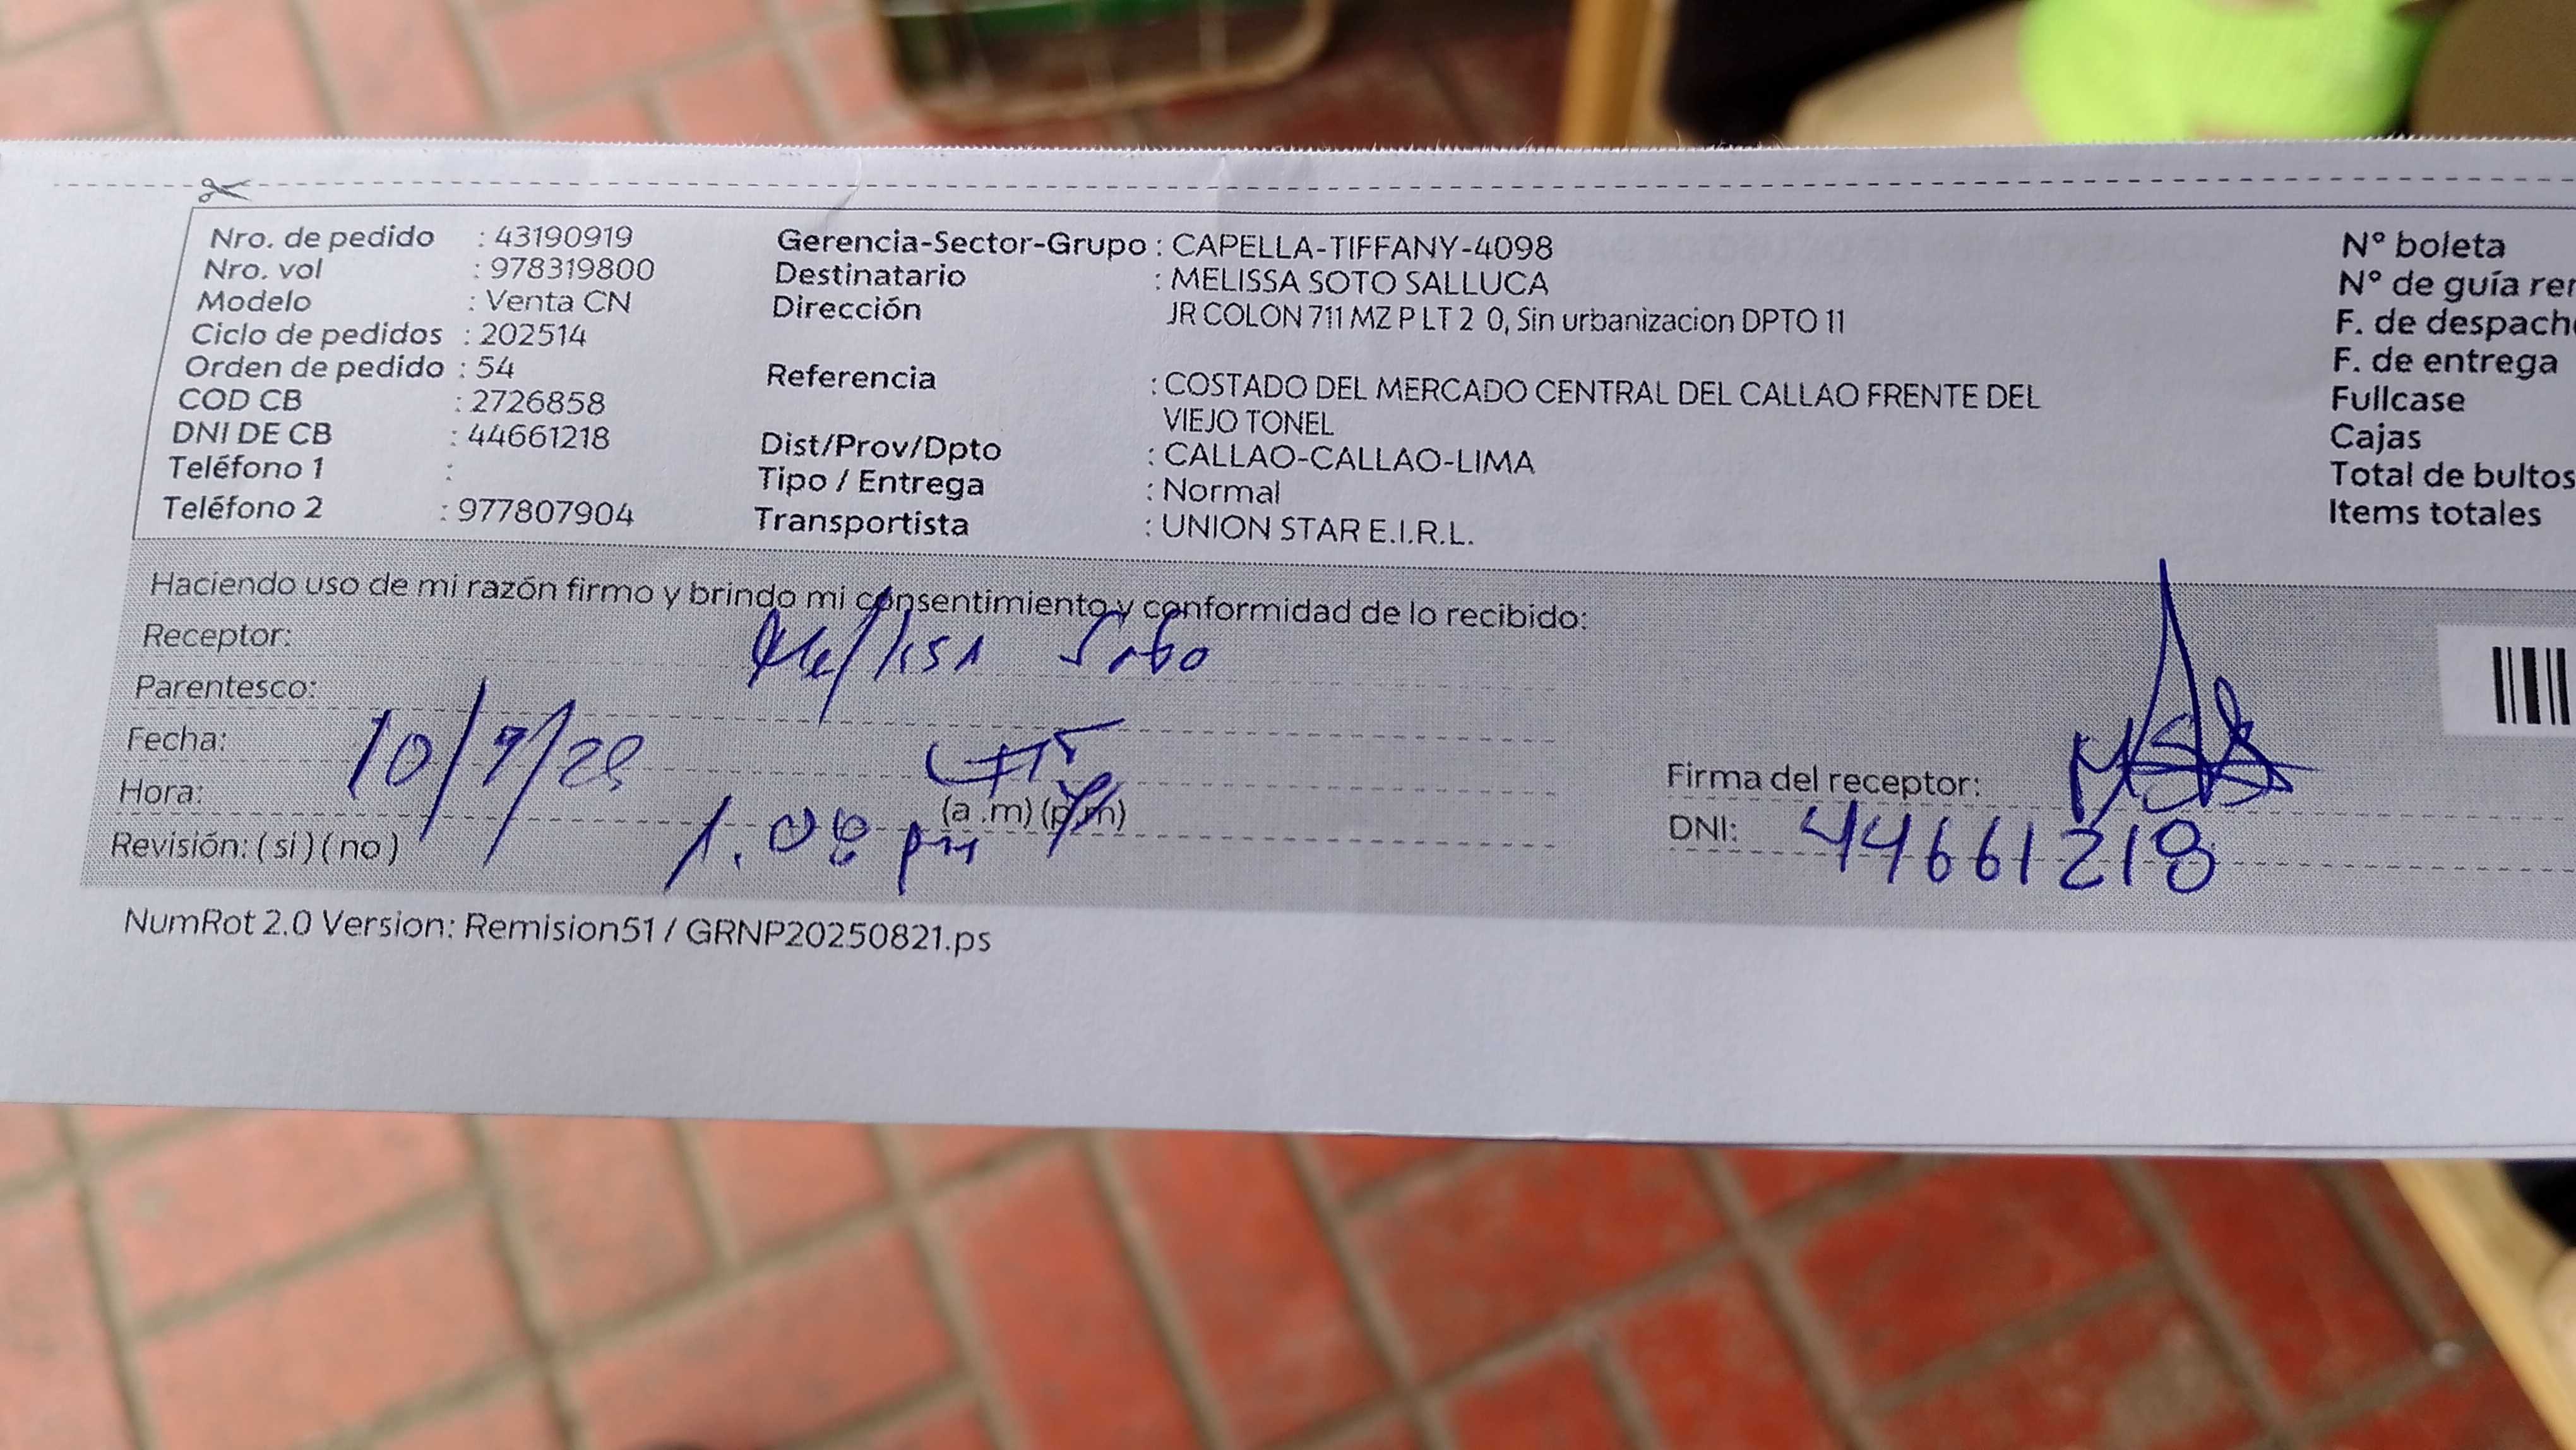 Nro. de pedido : 43190919
Nro. vol : 978319800
Modelo : Venta CN
Ciclo de pedidos : 202514
Orden de pedido : 54
COD CB : 2726858
DNI DE CB : 44661218
Teléfono 1 :
Teléfono 2 : 977807904
Gerencia-Sector-Grupo : CAPELLA-TIFFANY-4098
Destinatario : MELISSA SOTO SALLUCA
Dirección JR COLON 711 MZ P LT 2 0, Sin urbanizacion DPTO 11
Referencia : COSTADO DEL MERCADO CENTRAL DEL CALLAO FRENTE DEL
VIEJO TONEL
Dist/Prov/Dpto : CALLAO-CALLAO-LIMA
Tipo / Entrega : Normal
Transportista : UNION STAR E.I.R.L.
N° boleta
N° de guía
F. de
F. de entrega
Fullcase
Cajas
Total de bultos
Items totales
Haciendo uso de mi razón firmo y brindo mi consentimiento y conformidad de lo recibido:
Receptor: Melissa Soto
Parentesco:
Fecha: 10/9/
Hora: 1.08 pm (a .m) (p.m)
Revisión: ( si ) ( no )
Firma del receptor:
DNI: 44661218
NumRot 2.0 Version: Remision51 / GRNP20250821.ps